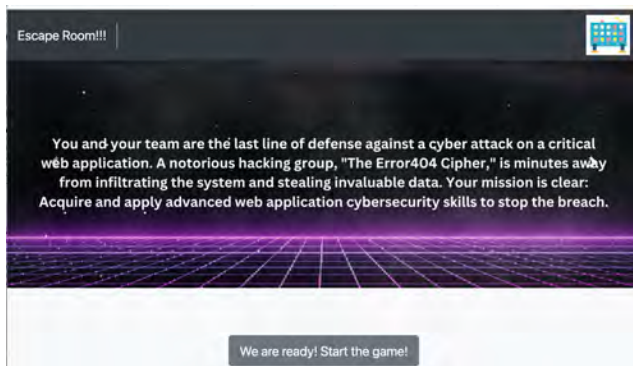 Escape Room!!!
You and your team are the last line of defense against a cyber attack on a critical
web application. A notorious hacking group, "The Error404 Cipher," is minutes away
from infiltrating the system and stealing invaluable data. Your mission is clear:
Acquire and apply advanced web application cybersecurity skills to stop the breach.
We are ready! Start the game!